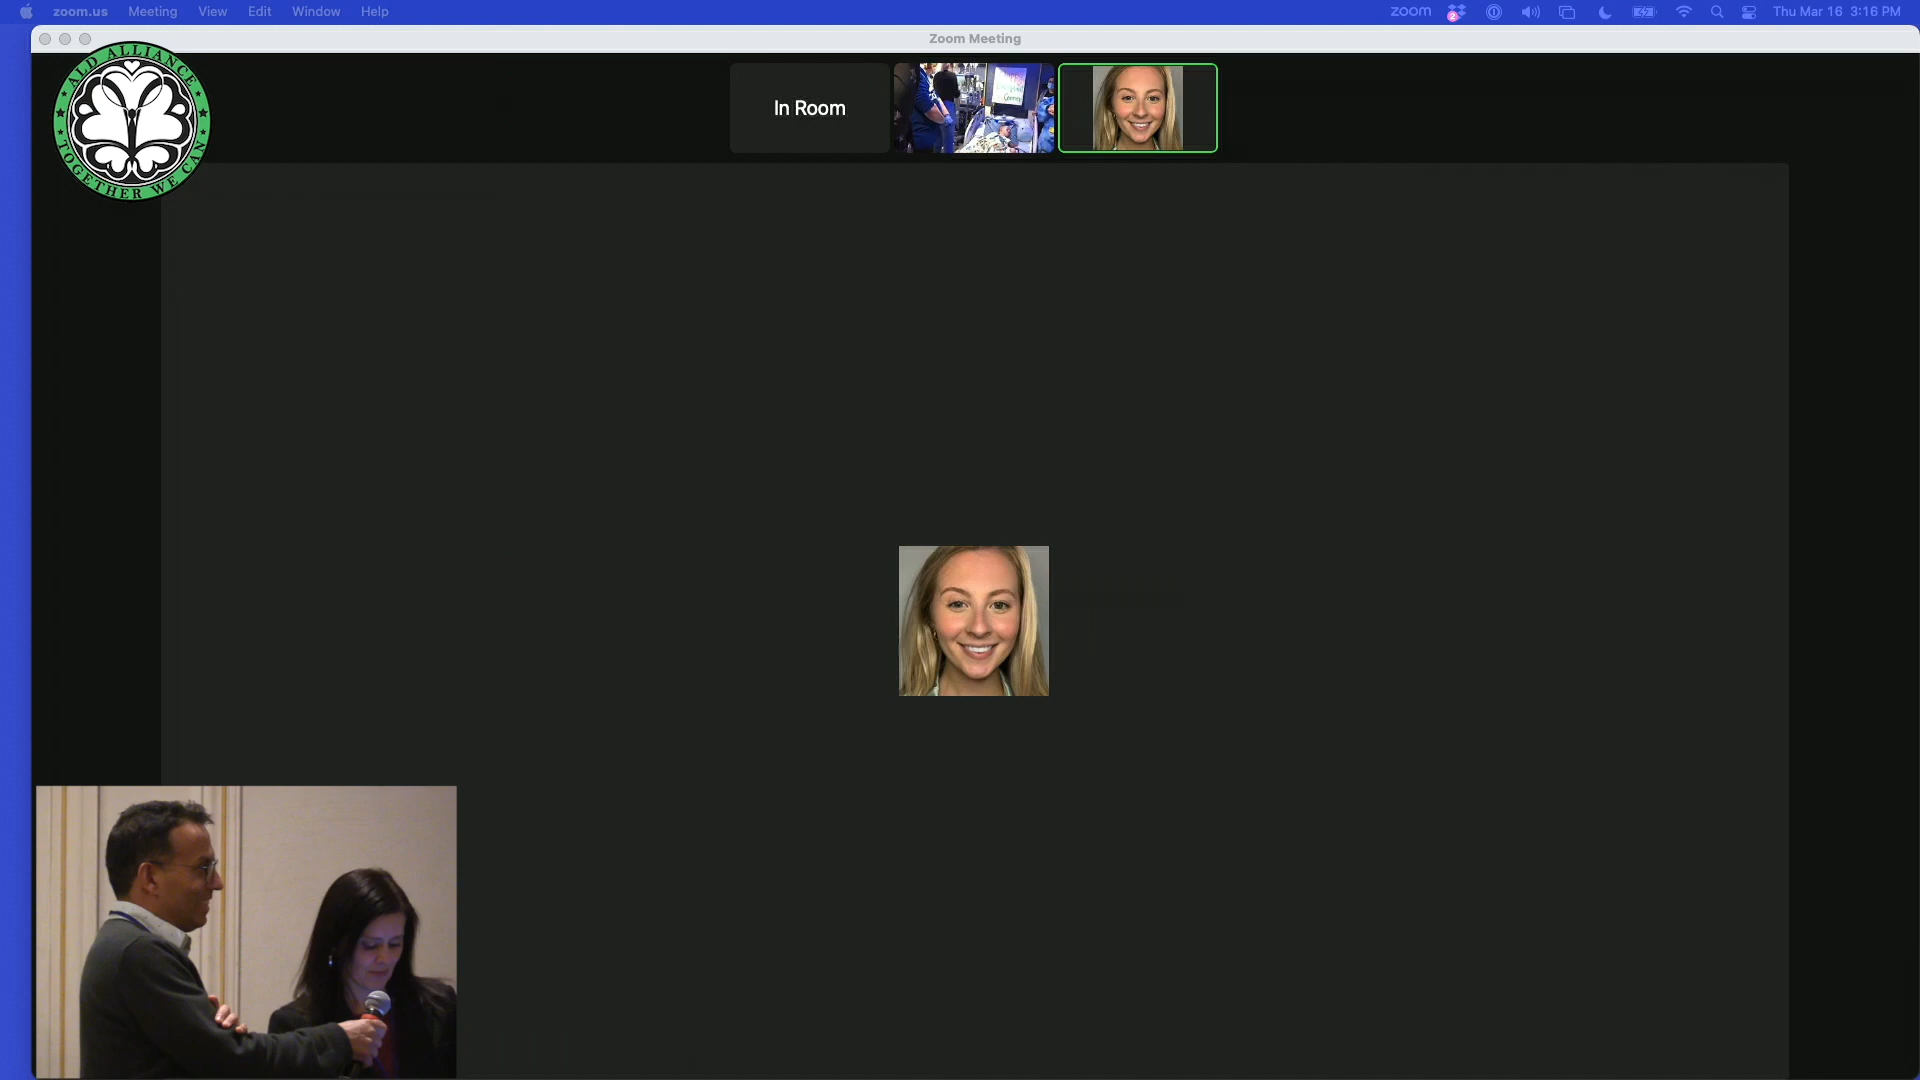 zoom.us Meeting View Edit Window Help
zoom 2 Thu Mar 16 3:16 PM
Zoom Meeting
ALD ALLIANCE
TOGETHER WE CAN
In Room